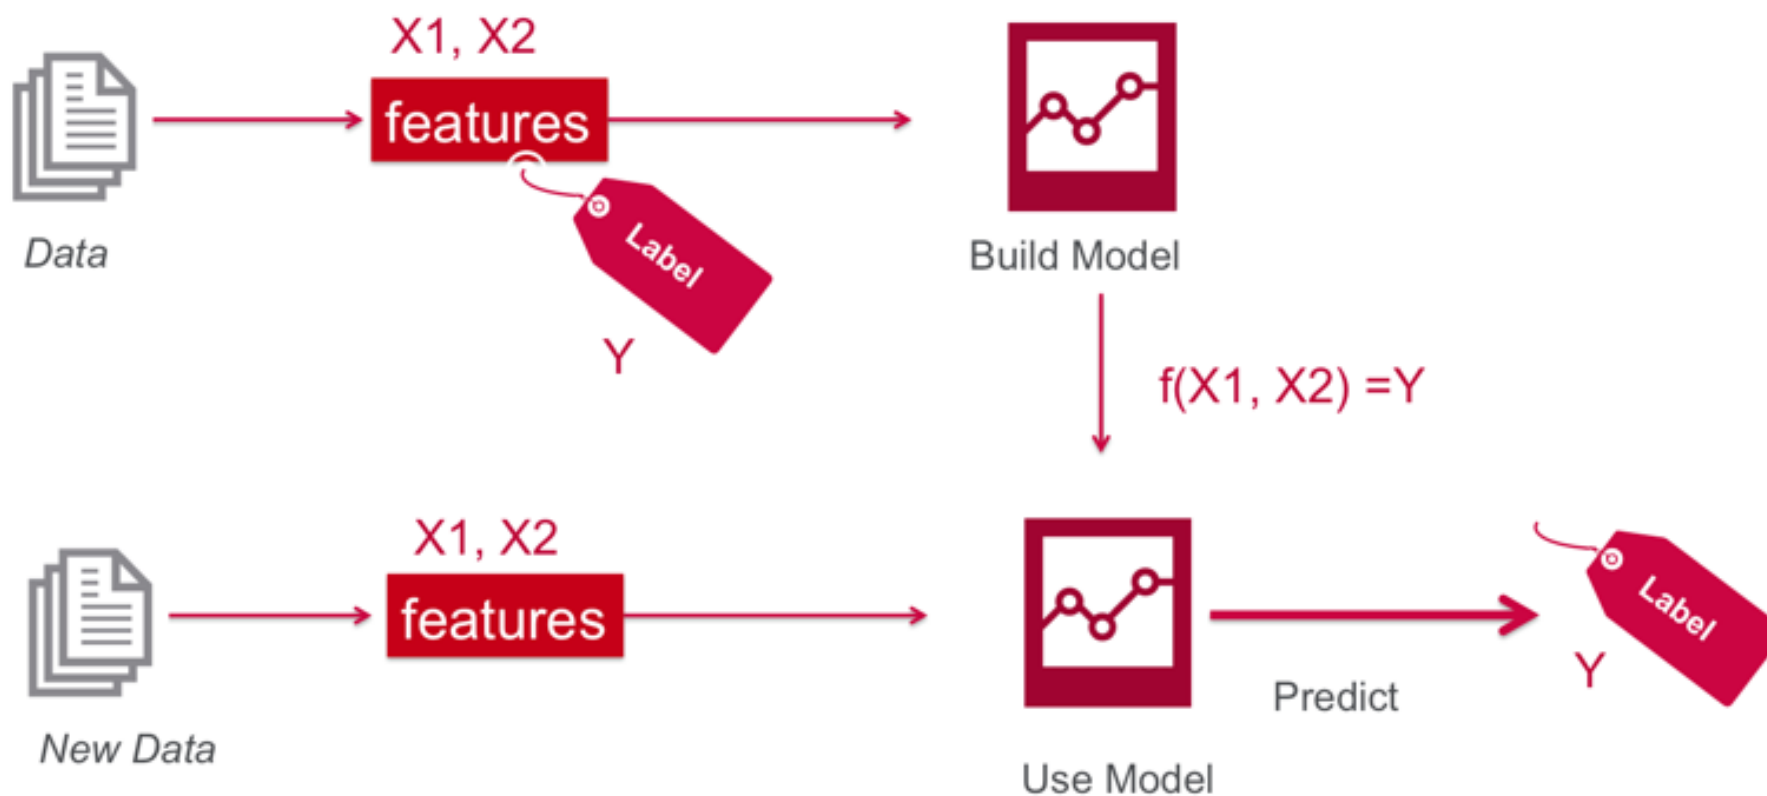 X1, X2
features
Data
Label
Y
Build Model
f(X1, X2) =Y
X1, X2
features
New Data
Use Model
Predict
Label
Y